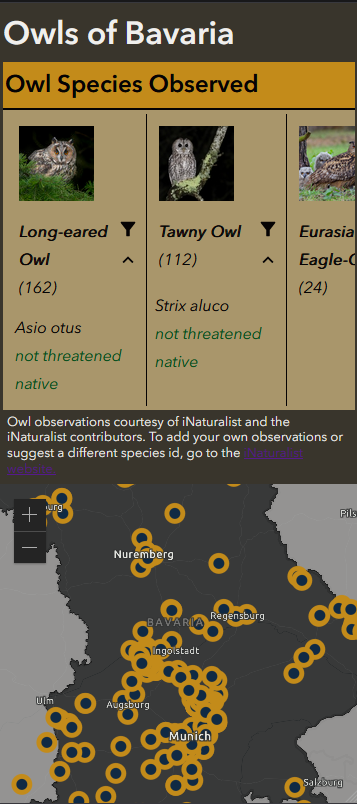 Owls of Bavaria
Owl Species Observed
Long-eared
Owl
(162)
Asio otus
not threatened
native
Tawny Owl
(112)
Strix aluco
not threatened
native
Eurasia
Eagle-O
(24)
Owl observations courtesy of iNaturalist and the
iNaturalist contributors. To add your own observations or
suggest a different species id, go to the iNaturalist
website.
+
−
urg
Nuremberg
Pils
BAVARIA
Regensburg
Ingolstadt
Ulm
Augsburg
Munich
Salzburg